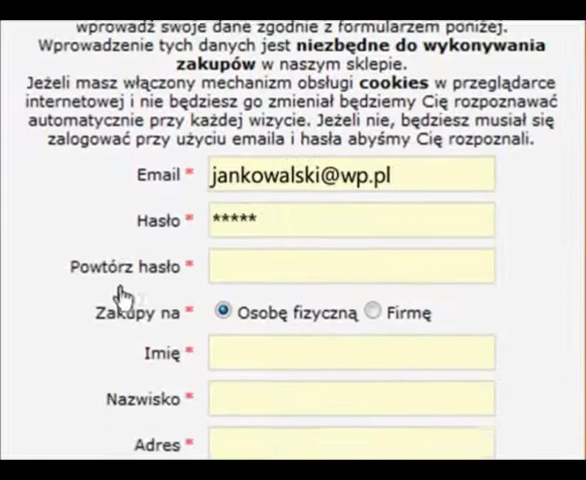 wprowadź swoje dane zgodnie z formularzem poniżej.
Wprowadzenie tych danych jest niezbędne do wykonywania
zakupów w naszym sklepie.
Jeżeli masz włączony mechanizm obsługi cookies w przeglądarce
internetowej i nie będziesz go zmieniał będziemy Cię rozpoznawać
automatycznie przy każdej wizycie. Jeżeli nie, będziesz musiał się
zalogować przy użyciu emaila i hasła abyśmy Cię rozpoznali.
Email * jankowalski@wp.pl
Hasło * *****
Powtórz hasło *
Zakupy na * Osobę fizyczną Firmę
Imię *
Nazwisko *
Adres *